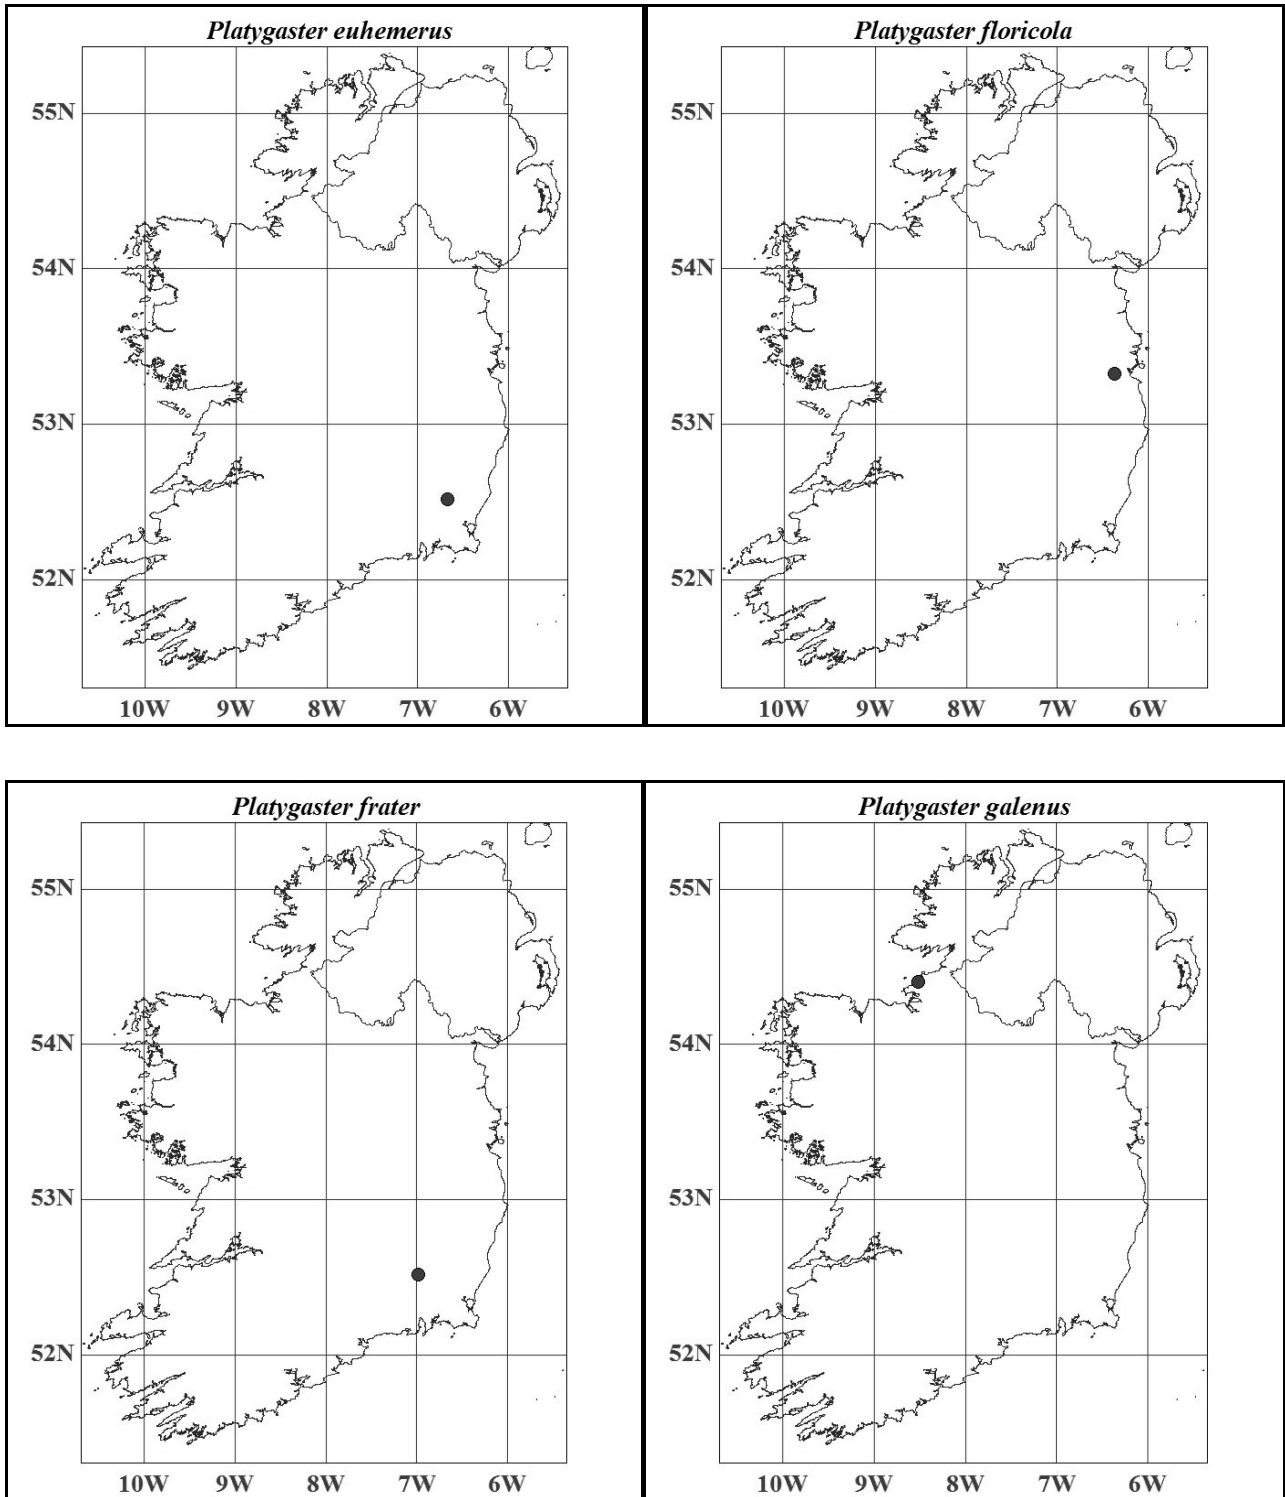 Platygaster euhemerus
55N
54N
53N
52N
10W 9W 8W 7W 6W
Platygaster floricola
55N
54N
53N
52N
10W 9W 8W 7W 6W
Platygaster frater
55N
54N
53N
52N
10W 9W 8W 7W 6W
Platygaster galenus
55N
54N
53N
52N
10W 9W 8W 7W 6W